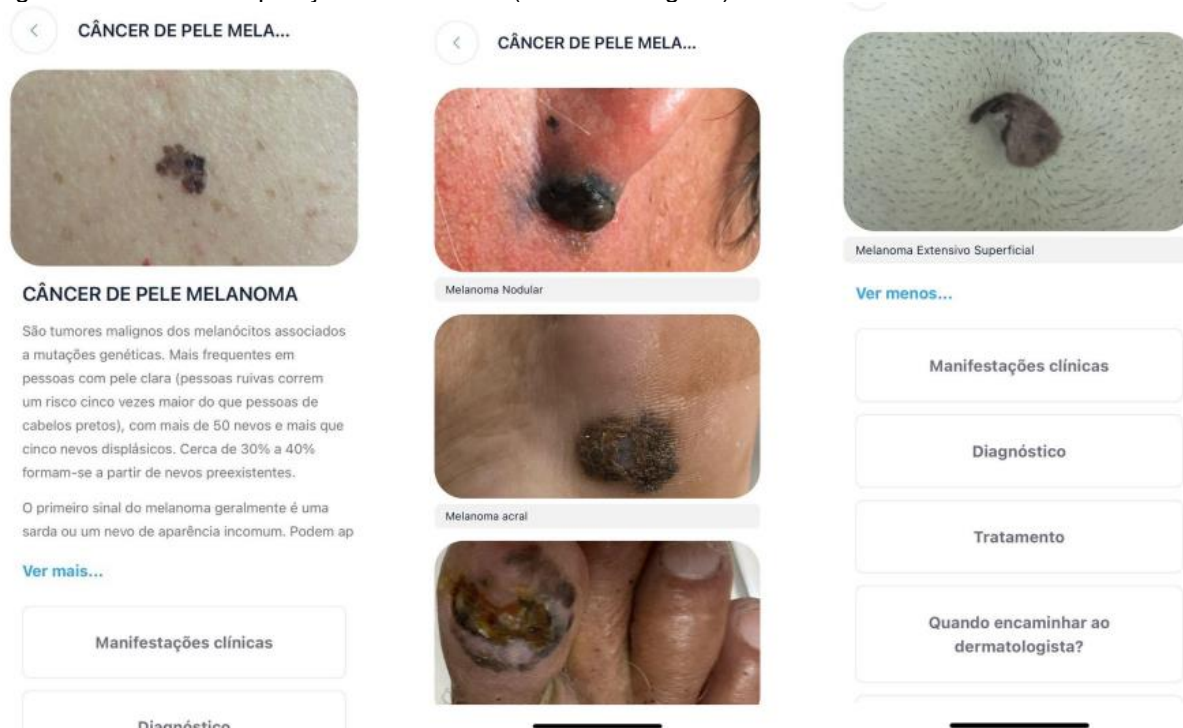 CÂNCER DE PELE MELA...
CÂNCER DE PELE MELANOMA
São tumores malignos dos melanócitos associados
a mutações genéticas. Mais frequentes em
pessoas com pele clara (pessoas ruivas correm
um risco cinco vezes maior do que pessoas de
cabelos pretos), com mais de 50 nevos e mais que
cinco nevos displásicos. Cerca de 30% a 40%
formam-se a partir de nevos preexistentes.
O primeiro sinal do melanoma geralmente é uma
sarda ou um nevo de aparência incomum. Podem ap
Ver mais...
Manifestações clínicas
Diagnóstico
CÂNCER DE PELE MELA...
Melanoma Nodular
Melanoma acral
Melanoma Extensivo Superficial
Ver menos...
Manifestações clínicas
Diagnóstico
Tratamento
Quando encaminhar ao
dermatologista?